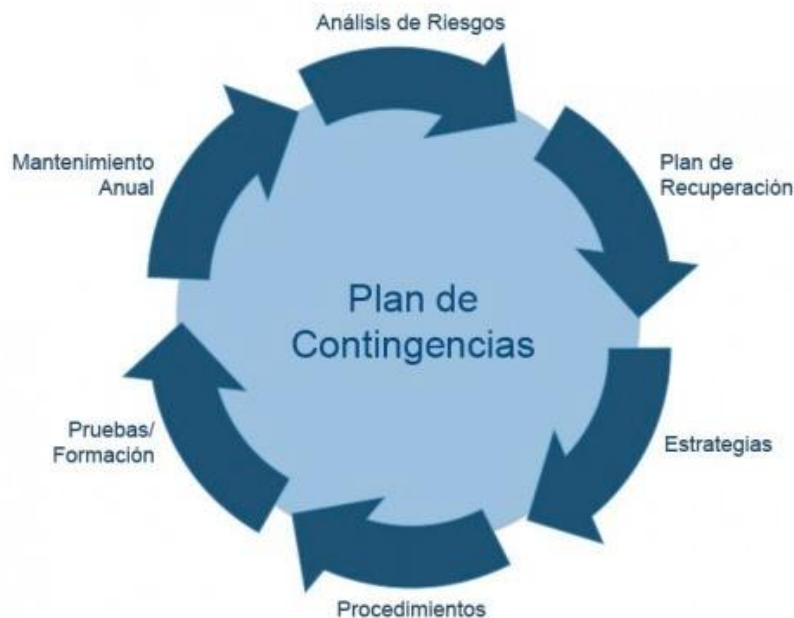 Análisis de Riesgos
Plan de
Recuperación
Estrategias
Procedimientos
Pruebas/
Formación
Mantenimiento
Anual
Plan de
Contingencias